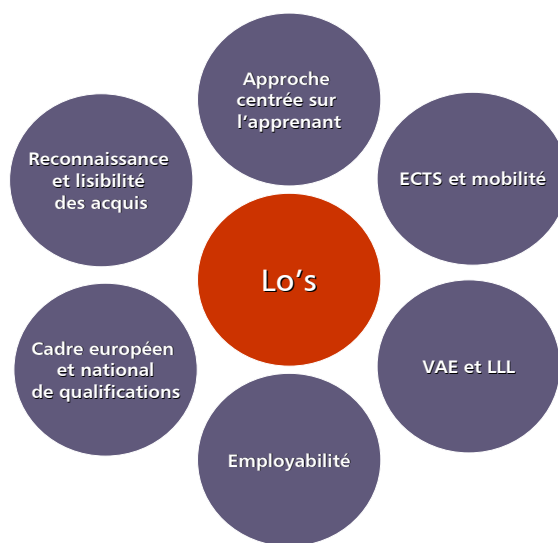 Approche
centrée sur
l'apprenant
Reconnaissance
et lisibilité
des acquis
ECTS et mobilité
Lo's
Cadre européen
et national
de qualifications
VAE et LLL
Employabilité